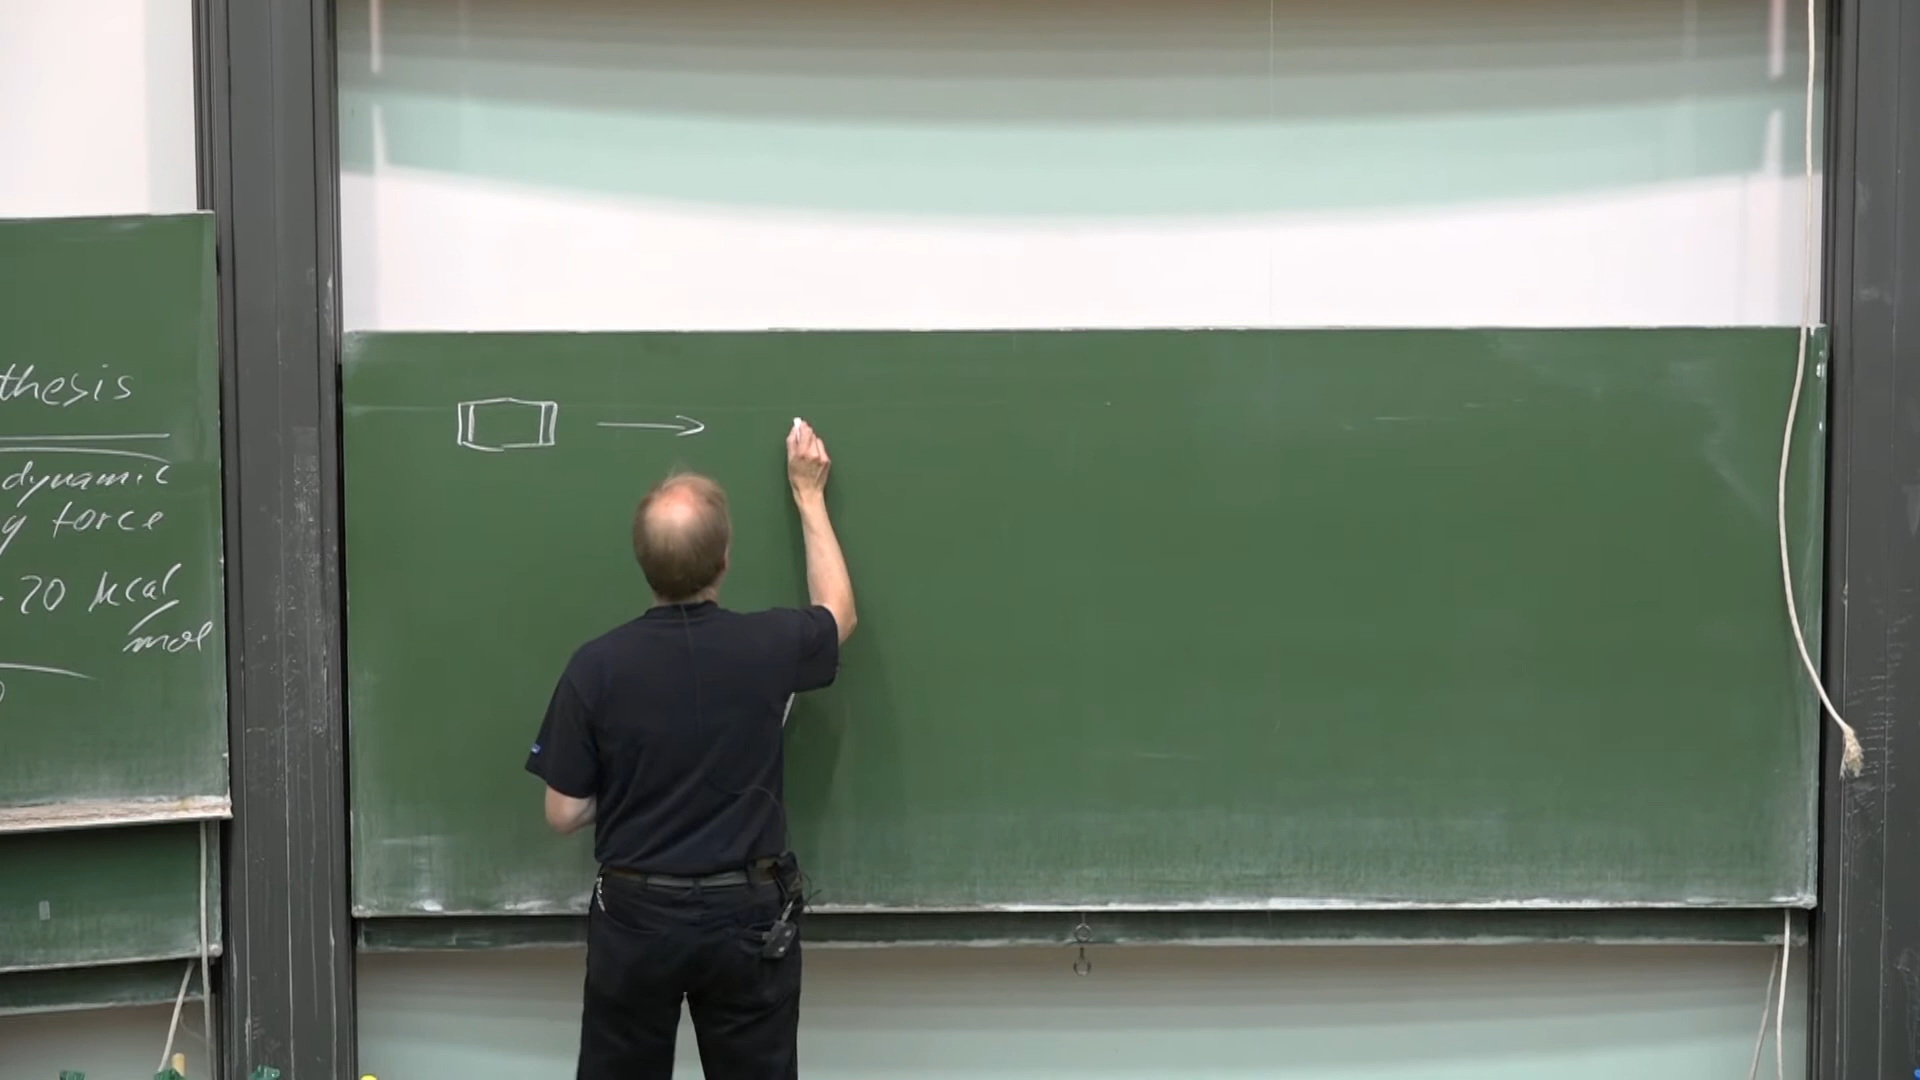 thesis
dynamic
g force
20 kcal
mol